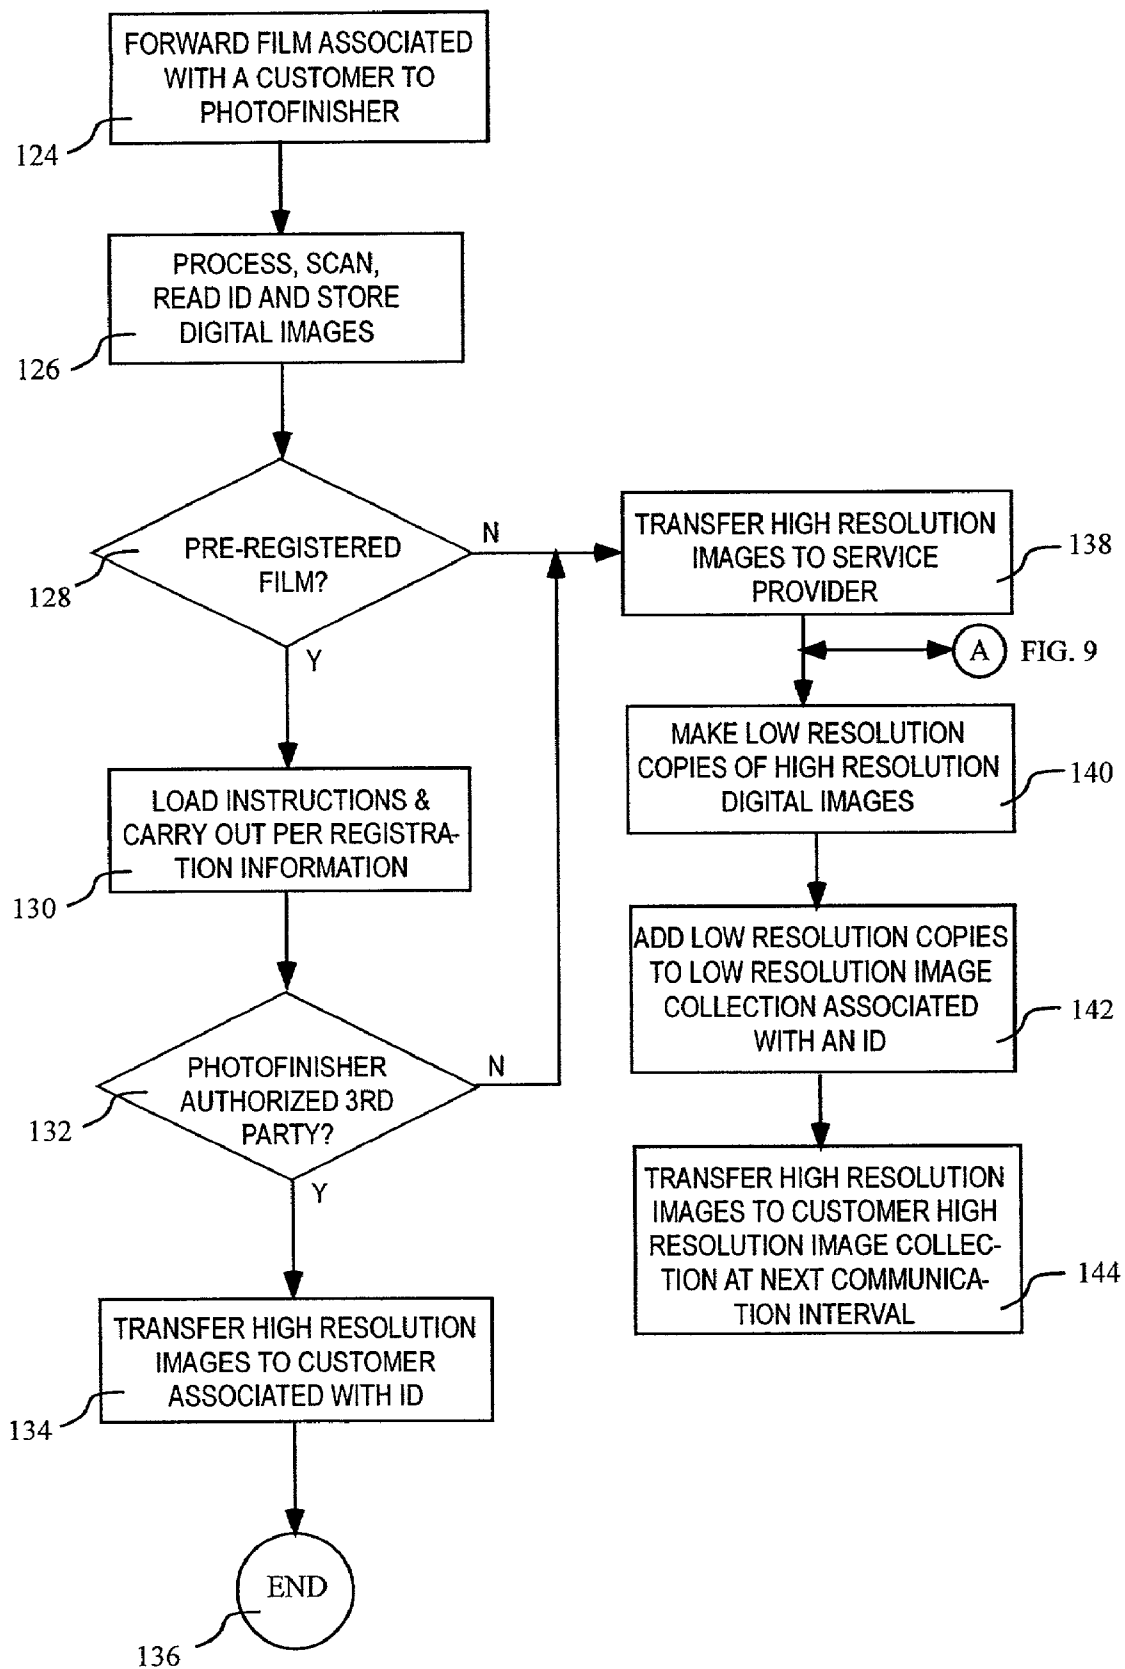 FORWARD FILM ASSOCIATED
WITH A CUSTOMER TO
PHOTOFINISHER
124
PROCESS, SCAN,
READ ID AND STORE
DIGITAL IMAGES
126
PRE-REGISTERED
FILM?
128
N
Y
LOAD INSTRUCTIONS &
CARRY OUT PER REGISTRA-
TION INFORMATION
130
PHOTOFINISHER
AUTHORIZED 3RD
PARTY?
132
N
Y
TRANSFER HIGH RESOLUTION
IMAGES TO CUSTOMER
ASSOCIATED WITH ID
134
END
136
TRANSFER HIGH RESOLUTION
IMAGES TO SERVICE
PROVIDER
138
A FIG. 9
MAKE LOW RESOLUTION
COPIES OF HIGH RESOLUTION
DIGITAL IMAGES
140
ADD LOW RESOLUTION COPIES
TO LOW RESOLUTION IMAGE
COLLECTION ASSOCIATED
WITH AN ID
142
TRANSFER HIGH RESOLUTION
IMAGES TO CUSTOMER HIGH
RESOLUTION IMAGE COLLEC-
TION AT NEXT COMMUNICA-
TION INTERVAL
144